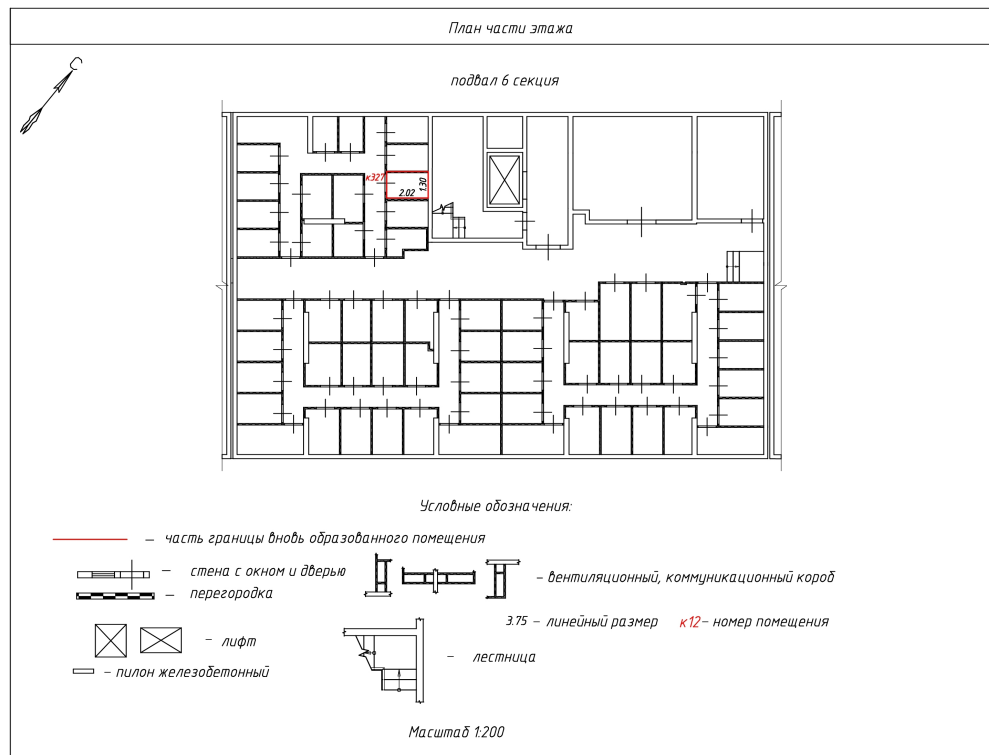 План части этажа
С
подвал 6 секция
к327
2.02
1.30
Условные обозначения:
– часть границы вновь образованного помещения
– стена с окном и дверью
– перегородка
– вентиляционный, коммуникационный короб
3.75 – линейный размер к12 – номер помещения
– лифт
– лестница
– пилон железобетонный
Масштаб 1:200